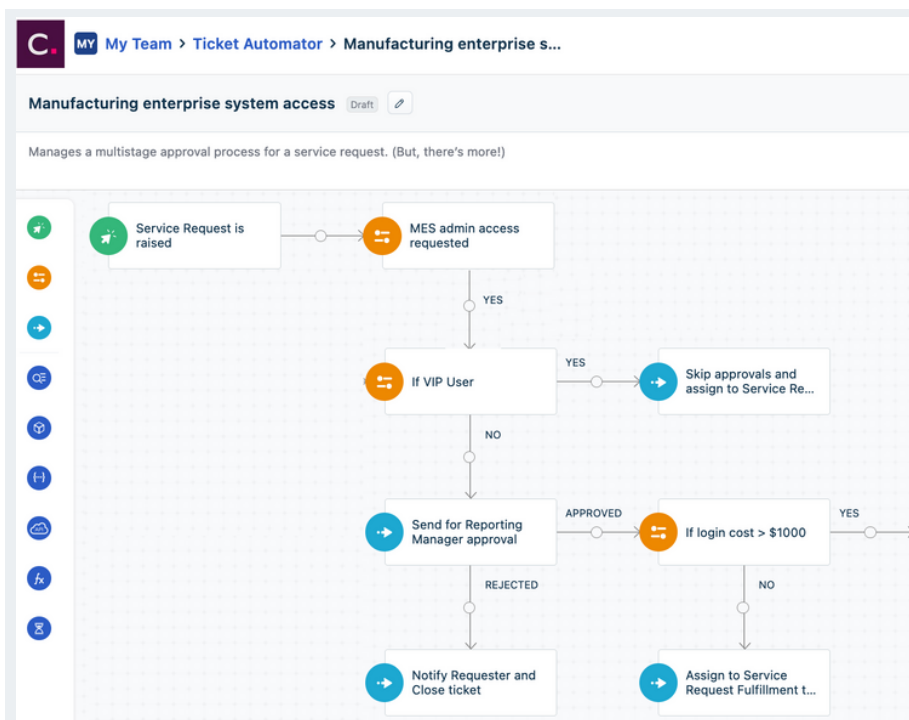 C.
MY My Team > Ticket Automator > Manufacturing enterprise s...
Manufacturing enterprise system access Draft
Manages a multistage approval process for a service request. (But, there's more!)
Service Request is
raised
MES admin access
requested
YES
If VIP User
YES
Skip approvals and
assign to Service Re...
NO
Send for Reporting
Manager approval
APPROVED
If login cost > $1000
YES
REJECTED
NO
Notify Requester and
Close ticket
Assign to Service
Request Fulfillment t...
API
fx